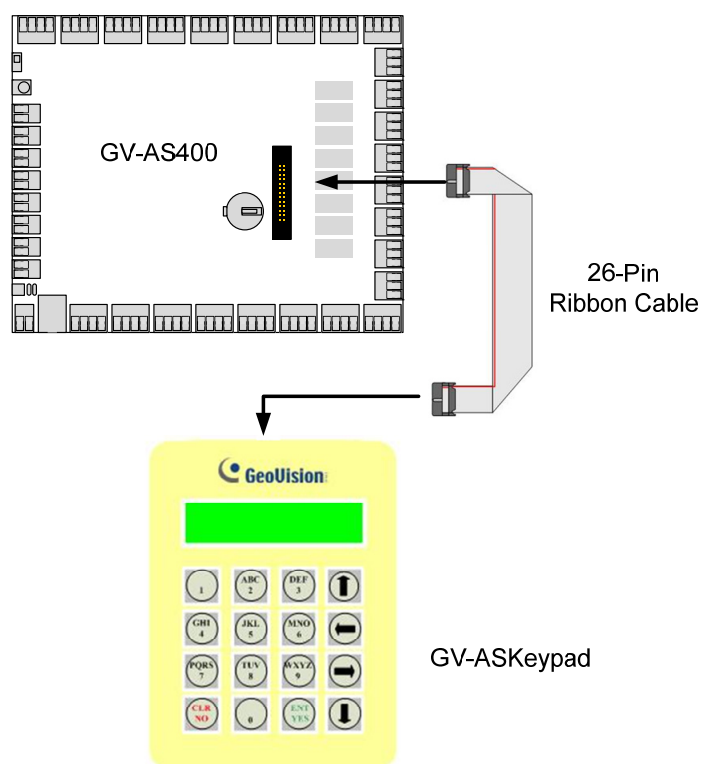 GV-AS400
26-Pin
Ribbon Cable
GeoVision
GV-ASKeypad
1
ABC
2
DEF
3
GHI
4
JKL
5
MNO
6
PQRS
7
TUV
8
WXYZ
9
CLR
NO
0
ENT
YES